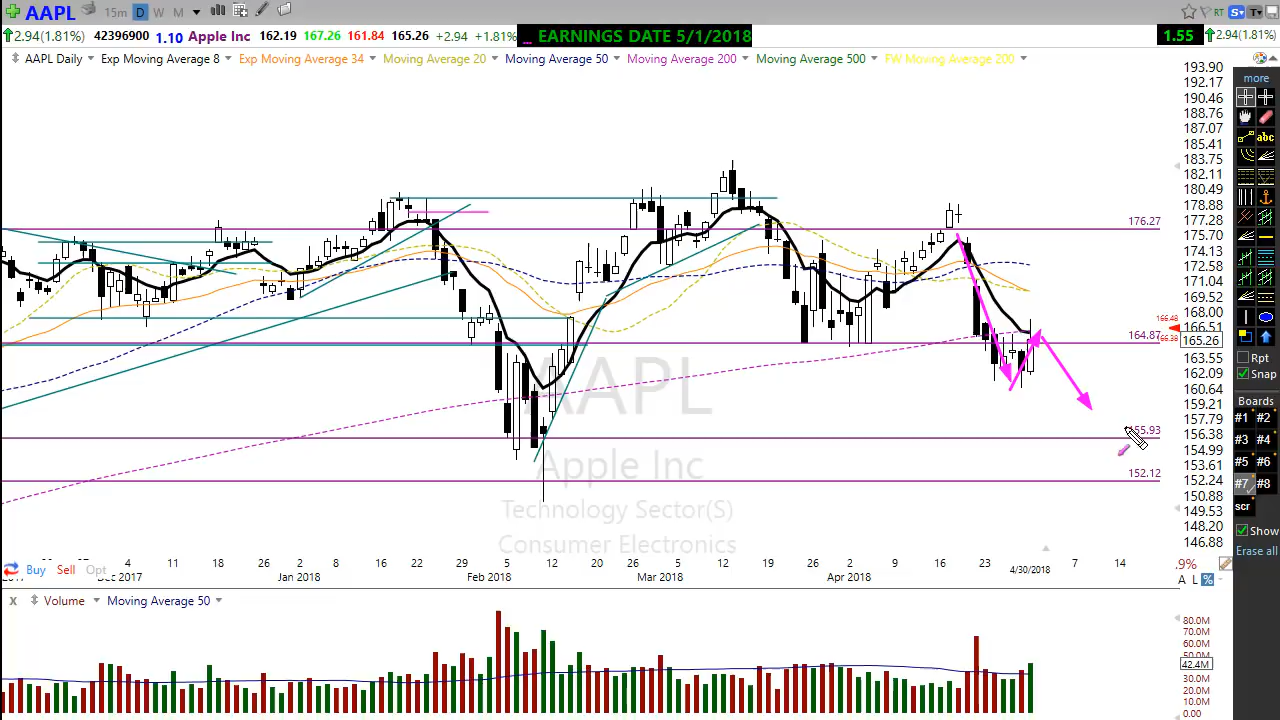 AAPL 15m D W M
RT S T
2.94(1.81%) 42396900 1.10 Apple Inc 162.19 167.26 161.84 165.26 +2.94 +1.81% EARNINGS DATE 5/1/2018 1.55 2.94(1.81%)
AAPL Daily Exp Moving Average 8 Exp Moving Average 34 Moving Average 20 Moving Average 50 Moving Average 200 Moving Average 500 FW Moving Average 200
193.90
192.17
190.46
188.76
187.07
185.41
183.75
182.11
180.49
178.88
177.28
175.70
174.13
172.58
171.04
169.52
168.00
166.51
165.26
163.55
162.09
160.64
159.21
157.79
156.38
154.99
153.61
152.24
150.88
149.53
148.20
146.88
176.27
166.48
164.87
166.38
152.12
AAPL
Apple Inc
Technology Sector(S)
Consumer Electronics
more
abc
Rpt
Snap
Boards
#1 #2
#3 #4
#5 #6
#7 #8
scr
Show
Erase all
11 18 26 8 16 22 29 5 12 20 26 5 12 19 26 2 9 16 23 7 14
Dec 2017 Jan 2018 Feb 2018 Mar 2018 Apr 2018 4/30/2018
Buy Sell Opt
.9%
A L %
X Volume Moving Average 50
80.0M
70.0M
42.4M
30.0M
20.0M
10.0M
0.00